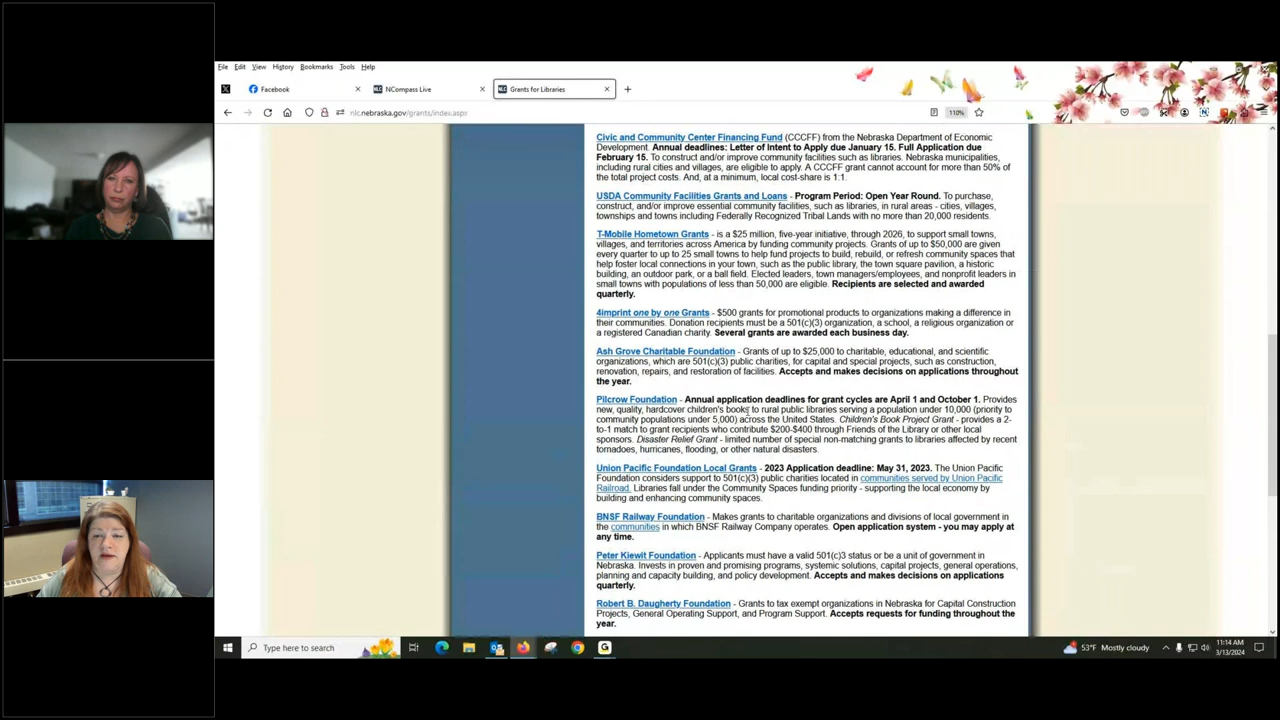 File Edit View History Bookmarks Tools Help
Facebook
NCompass Live
Grants for Libraries
nlc.nebraska.gov/grants/index.aspx
110%
Civic and Community Center Financing Fund (CCCFF) from the Nebraska Department of Economic
Development. Annual deadlines: Letter of Intent to Apply due January 15. Full Application due
February 15. To construct and/or improve community facilities such as libraries. Nebraska municipalities,
including rural cities and villages, are eligible to apply. A CCCFF grant cannot account for more than 50% of
the total project costs. And, at a minimum, local cost-share is 1:1.
USDA Community Facilities Grants and Loans - Program Period: Open Year Round. To purchase,
construct, and/or improve essential community facilities, such as libraries, in rural areas - cities, villages,
townships and towns including Federally Recognized Tribal Lands with no more than 20,000 residents.
T-Mobile Hometown Grants - is a $25 million, five-year initiative, through 2026, to support small towns,
villages, and territories across America by funding community projects. Grants of up to $50,000 are given
every quarter to up to 25 small towns to help fund projects to build, rebuild, or refresh community spaces that
help foster local connections in your town, such as the public library, the town square pavilion, a historic
building, an outdoor park, or a ball field. Elected leaders, town managers/employees, and nonprofit leaders in
small towns with populations of less than 50,000 are eligible. Recipients are selected and awarded
quarterly.
4imprint one by one Grants - $500 grants for promotional products to organizations making a difference in
their communities. Donation recipients must be a 501(c)(3) organization, a school, a religious organization or
a registered Canadian charity. Several grants are awarded each business day.
Ash Grove Charitable Foundation - Grants of up to $25,000 to charitable, educational, and scientific
organizations, which are 501(c)(3) public charities, for capital and special projects, such as construction,
renovation, repairs, and restoration of facilities. Accepts and makes decisions on applications throughout
the year.
Pilcrow Foundation - Annual application deadlines for grant cycles are April 1 and October 1. Provides
new, quality, hardcover children's books to rural public libraries serving a population under 10,000 (priority to
community populations under 5,000) across the United States. Children's Book Project Grant - provides a 2-
to-1 match to grant recipients who contribute $200-$400 through Friends of the Library or other local
sponsors. Disaster Relief Grant - limited number of special non-matching grants to libraries affected by recent
tornadoes, hurricanes, flooding, or other natural disasters.
Union Pacific Foundation Local Grants - 2023 Application deadline: May 31, 2023. The Union Pacific
Foundation considers support to 501(c)(3) public charities located in communities served by Union Pacific
Railroad. Libraries fall under the Community Spaces funding priority - supporting the local economy by
building and enhancing community spaces.
BNSF Railway Foundation - Makes grants to charitable organizations and divisions of local government in
the communities in which BNSF Railway Company operates. Open application system - you may apply at
any time.
Peter Kiewit Foundation - Applicants must have a valid 501(c)3 status or be a unit of government in
Nebraska. Invests in proven and promising programs, systemic solutions, capital projects, general operations,
planning and capacity building, and policy development. Accepts and makes decisions on applications
quarterly.
Robert B. Daugherty Foundation - Grants to tax exempt organizations in Nebraska for Capital Construction
Projects, General Operating Support, and Program Support. Accepts requests for funding throughout the
year.
Type here to search
53°F Mostly cloudy
11:14 AM
3/13/2024